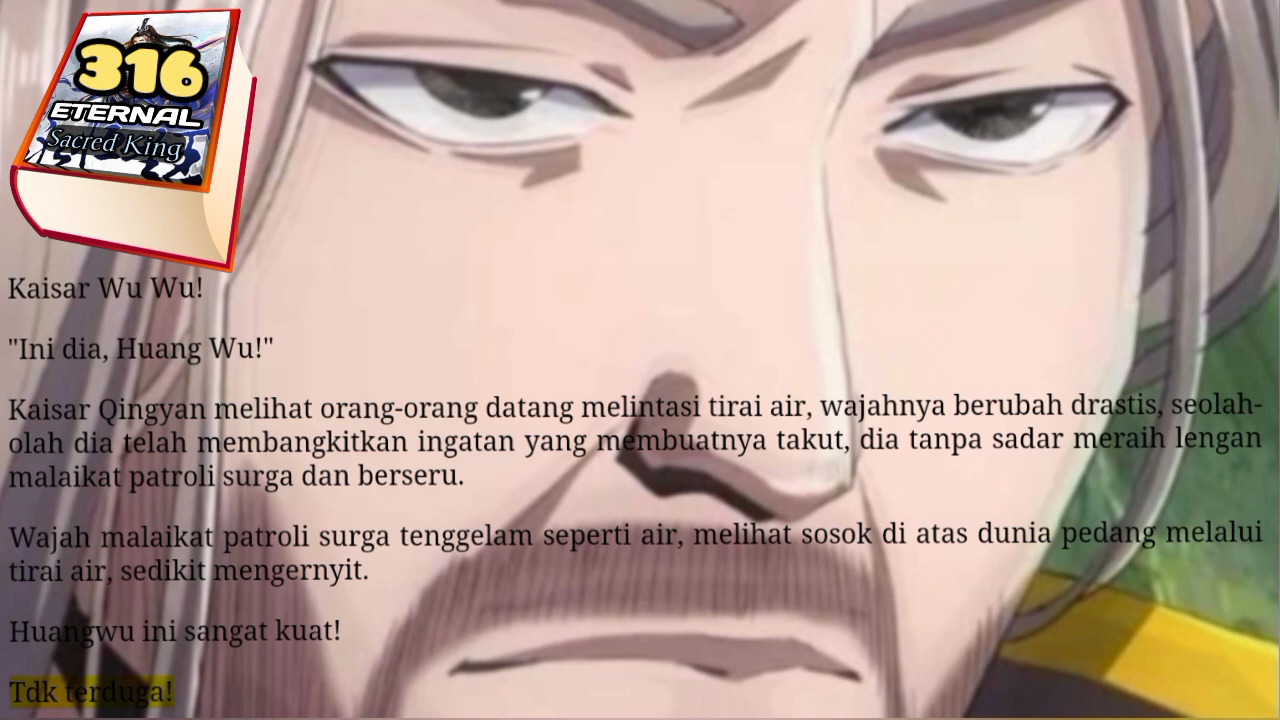 316
ETERNAL
Sacred King
Kaisar Wu Wu!
"Ini dia, Huang Wu!"
Kaisar Qingyan melihat orang-orang datang melintasi tirai air, wajahnya berubah drastis, seolah-
olah dia telah membangkitkan ingatan yang membuatnya takut, dia tanpa sadar meraih lengan
malaikat patroli surga dan berseru.
Wajah malaikat patroli surga tenggelam seperti air, melihat sosok di atas dunia pedang melalui
tirai air, sedikit mengernyit.
Huangwu ini sangat kuat!
Tdk terduga!